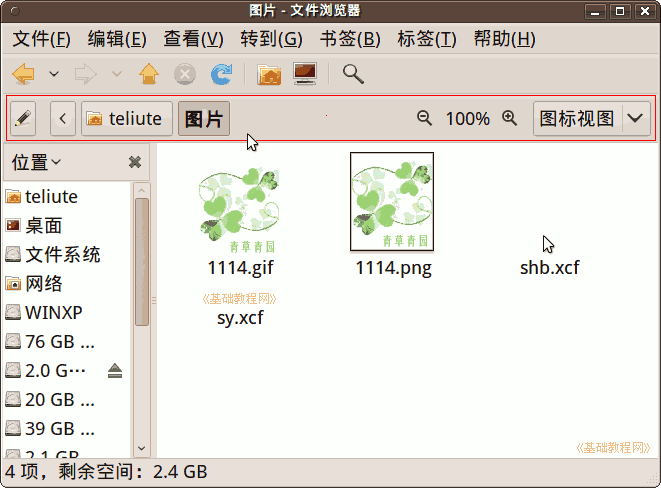 图片 - 文件浏览器
文件(F) 编辑(E) 查看(V) 转到(G) 书签(B) 标签(T) 帮助(H)
teliute 图片 100% 图标视图
位置
teliute
桌面
文件系统
网络
WINXP
76 GB ...
2.0 G⋯
20 GB ...
39 GB ...
2.1 GB
青草青园
1114.gif
青草青园
1114.png
shb.xcf
《基础教程网》
sy.xcf
《基础教程网》
4 项，剩余空间：2.4 GB